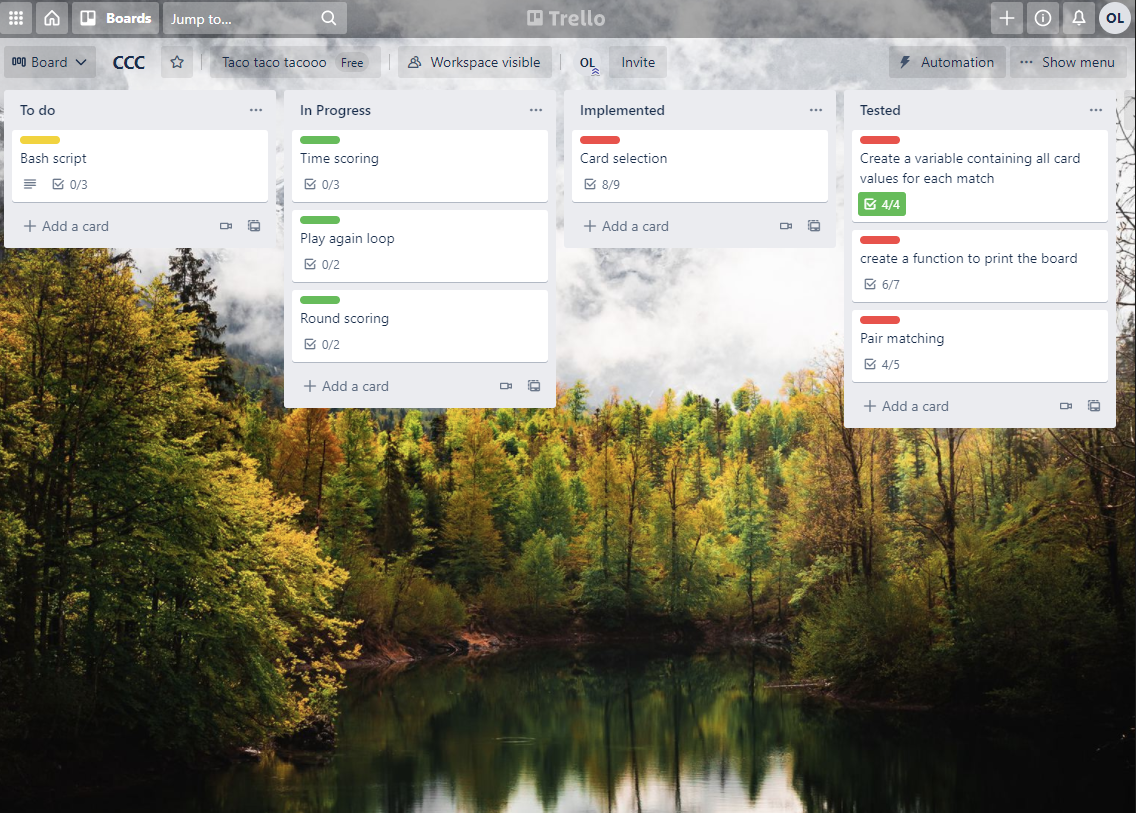 Boards
Jump to...
Trello
OL
Board
CCC
Taco taco tacooo Free
Workspace visible
OL
Invite
Automation
Show menu
To do
Bash script
0/3
Add a card
In Progress
Time scoring
0/3
Play again loop
0/2
Round scoring
0/2
Add a card
Implemented
Card selection
8/9
Add a card
Tested
Create a variable containing all card
values for each match
4/4
create a function to print the board
6/7
Pair matching
4/5
Add a card